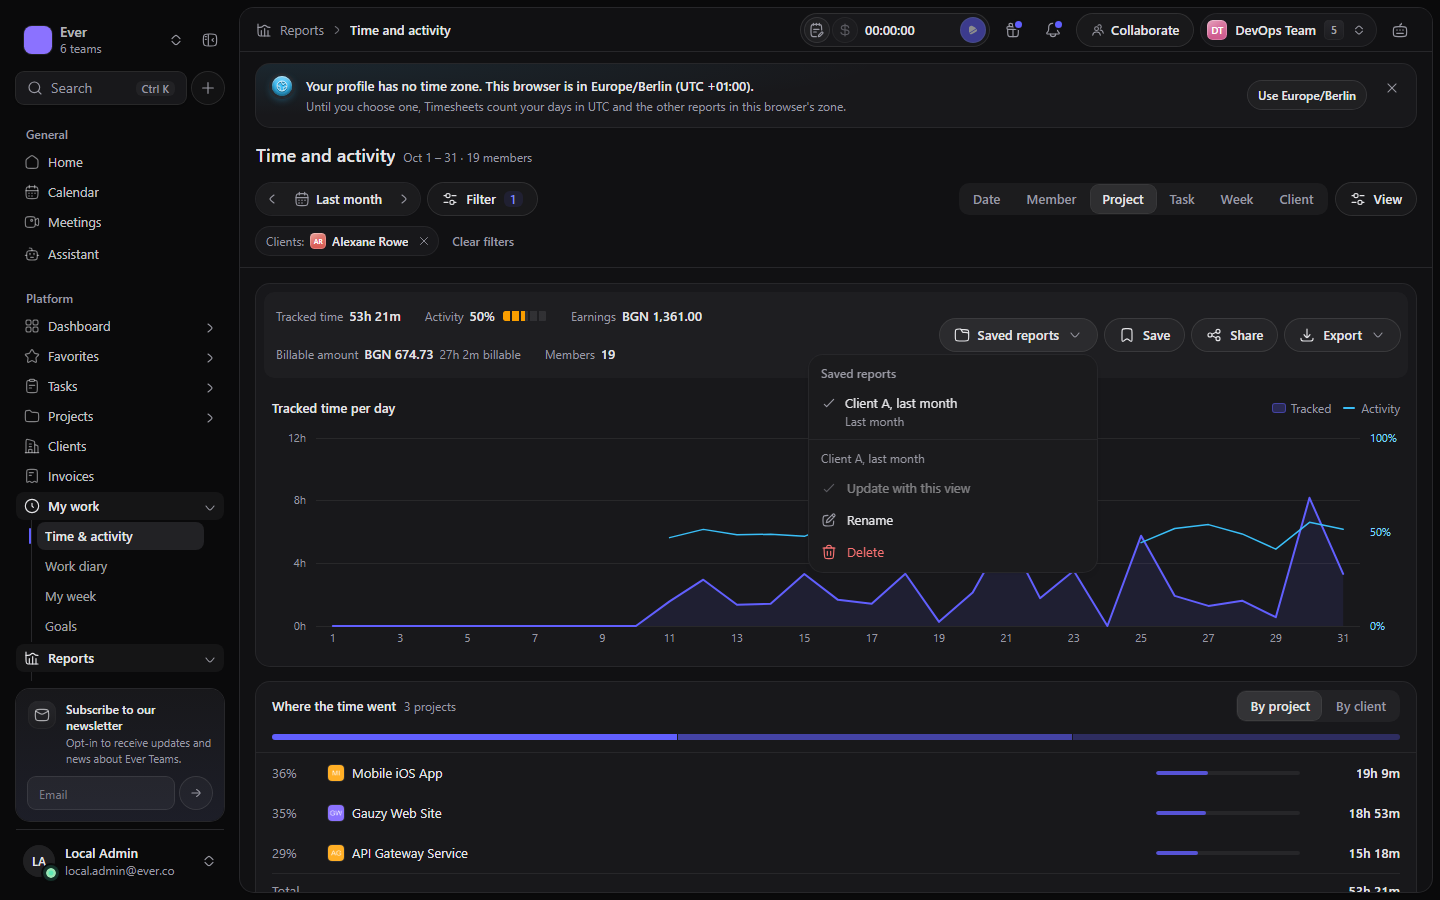 Ever
6 teams
Search
Ctrl K
General
Home
Calendar
Meetings
Assistant
Platform
Dashboard
Favorites
Tasks
Projects
Clients
Invoices
My work
Time & activity
Work diary
My week
Goals
Reports
Subscribe to our
newsletter
Opt-in to receive updates and
news about Ever Teams.
Email
LA
Local Admin
local.admin@ever.co
Reports
Time and activity
$
00:00:00
Collaborate
DT
DevOps Team
5
Your profile has no time zone. This browser is in Europe/Berlin (UTC +01:00).
Until you choose one, Timesheets count your days in UTC and the other reports in this browser's zone.
Use Europe/Berlin
Time and activity
Oct 1 – 31 · 19 members
Last month
Filter
1
Date
Member
Project
Task
Week
Client
View
Clients:
AR
Alexane Rowe
Clear filters
Tracked time 53h 21m
Activity 50%
Earnings BGN 1,361.00
Billable amount BGN 674.73 27h 2m billable
Members 19
Saved reports
Save
Share
Export
Saved reports
Client A, last month
Last month
Client A, last month
Update with this view
Rename
Delete
Tracked time per day
Tracked
Activity
12h
8h
4h
0h
100%
50%
0%
1 3 5 7 9 11 13 15 17 19 21 23 25 27 29 31
Where the time went
3 projects
By project
By client
36%
MI
Mobile iOS App
19h 9m
35%
GW
Gauzy Web Site
18h 53m
29%
AG
API Gateway Service
15h 18m
Total
53h 21m